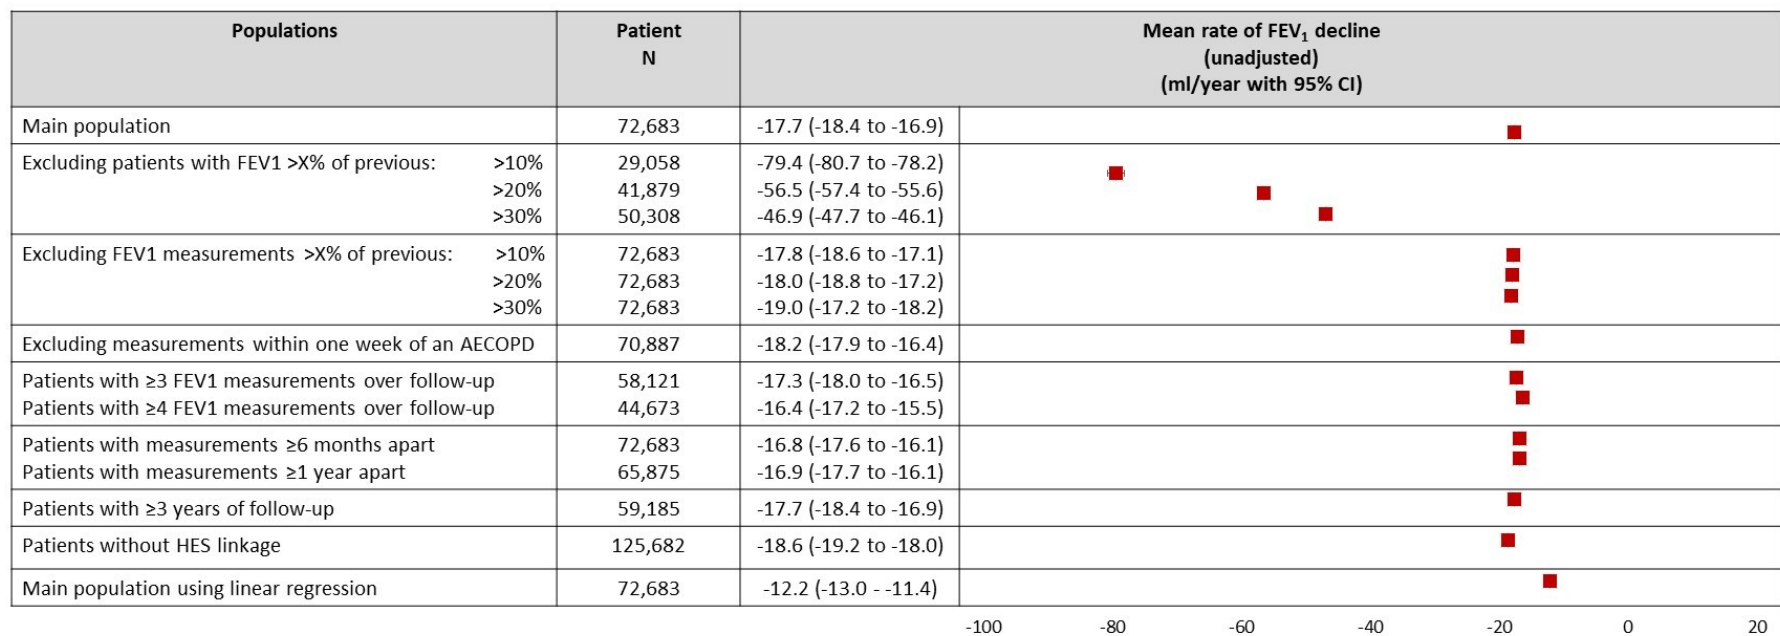 Populations Patient Mean rate of FEV₁ decline
N (unadjusted)
(ml/year with 95% CI)
Main population 72,683 -17.7 (-18.4 to -16.9)
Excluding patients with FEV1 >X% of previous: >10% 29,058 -79.4 (-80.7 to -78.2)
>20% 41,879 -56.5 (-57.4 to -55.6)
>30% 50,308 -46.9 (-47.7 to -46.1)
Excluding FEV1 measurements >X% of previous: >10% 72,683 -17.8 (-18.6 to -17.1)
>20% 72,683 -18.0 (-18.8 to -17.2)
>30% 72,683 -19.0 (-17.2 to -18.2)
Excluding measurements within one week of an AECOPD 70,887 -18.2 (-17.9 to -16.4)
Patients with ≥3 FEV1 measurements over follow-up 58,121 -17.3 (-18.0 to -16.5)
Patients with ≥4 FEV1 measurements over follow-up 44,673 -16.4 (-17.2 to -15.5)
Patients with measurements ≥6 months apart 72,683 -16.8 (-17.6 to -16.1)
Patients with measurements ≥1 year apart 65,875 -16.9 (-17.7 to -16.1)
Patients with ≥3 years of follow-up 59,185 -17.7 (-18.4 to -16.9)
Patients without HES linkage 125,682 -18.6 (-19.2 to -18.0)
Main population using linear regression 72,683 -12.2 (-13.0 - -11.4)
-100 -80 -60 -40 -20 0 20